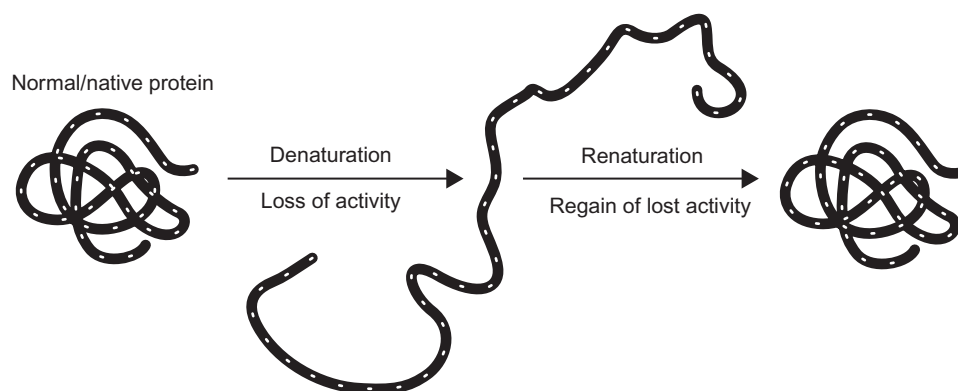 Normal/native protein
Denaturation
Loss of activity
Renaturation
Regain of lost activity